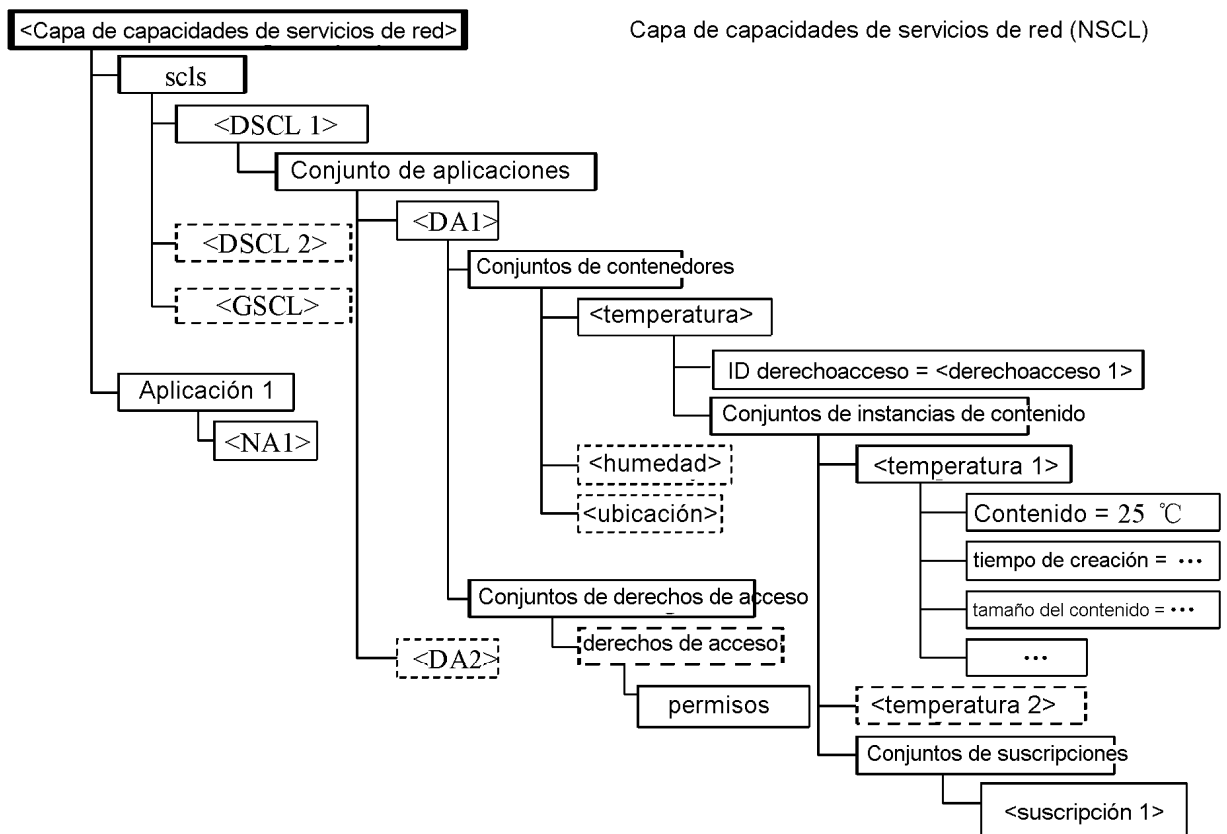 <Capa de capacidades de servicios de red>
Capa de capacidades de servicios de red (NSCL)
scls
<DSCL 1>
Conjunto de aplicaciones
<DA1>
<DSCL 2>
Conjuntos de contenedores
<GSCL>
<temperatura>
ID derechoacceso = <derechoacceso 1>
Aplicación 1
Conjuntos de instancias de contenido
<NA1>
<humedad>
<temperatura 1>
<ubicación>
Contenido = 25 ℃
tiempo de creación = ···
Conjuntos de derechos de acceso
tamaño del contenido = ···
derechos de acceso
<DA2>
···
permisos
<temperatura 2>
Conjuntos de suscripciones
<suscripción 1>